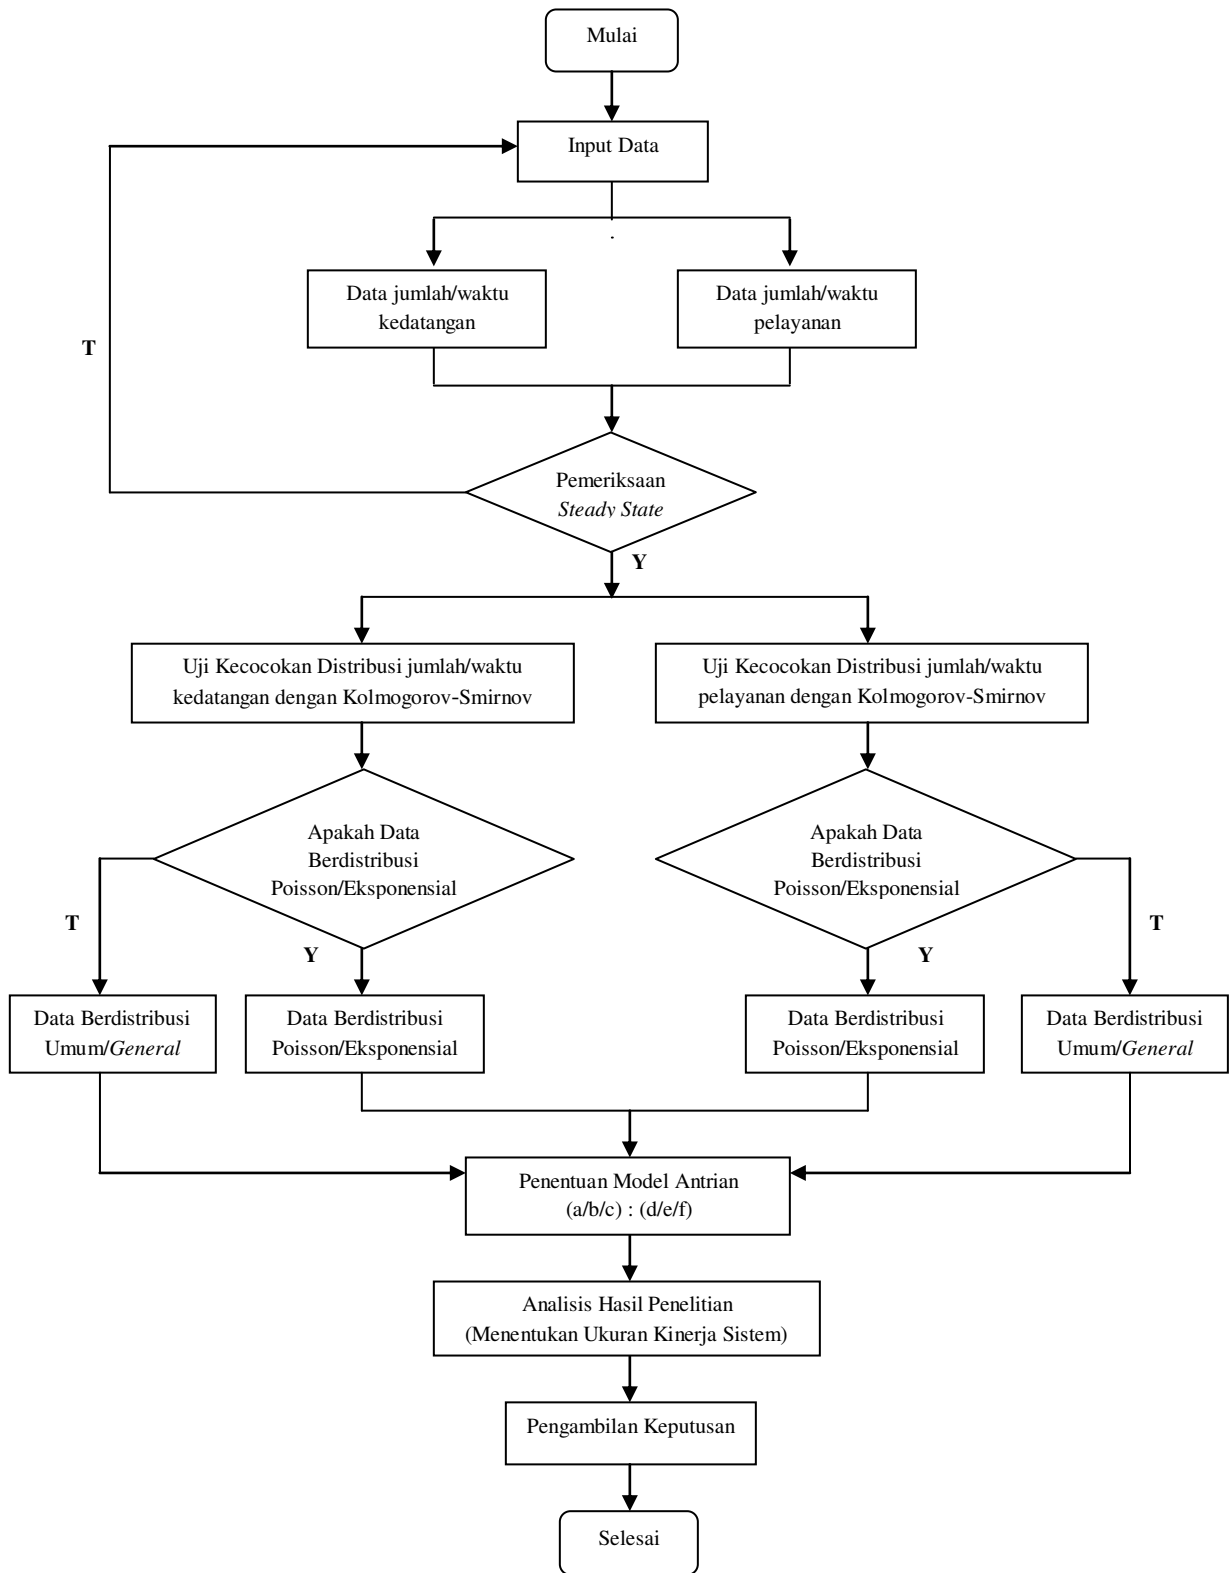 Mulai
Input Data
Data jumlah/waktu
kedatangan
Data jumlah/waktu
pelayanan
T
Pemeriksaan
Steady State
Y
Uji Kecocokan Distribusi jumlah/waktu
kedatangan dengan Kolmogorov-Smirnov
Uji Kecocokan Distribusi jumlah/waktu
pelayanan dengan Kolmogorov-Smirnov
Apakah Data
Berdistribusi
Poisson/Eksponensial
Apakah Data
Berdistribusi
Poisson/Eksponensial
T
Y
Y
T
Data Berdistribusi
Umum/General
Data Berdistribusi
Poisson/Eksponensial
Data Berdistribusi
Poisson/Eksponensial
Data Berdistribusi
Umum/General
Penentuan Model Antrian
(a/b/c) : (d/e/f)
Analisis Hasil Penelitian
(Menentukan Ukuran Kinerja Sistem)
Pengambilan Keputusan
Selesai